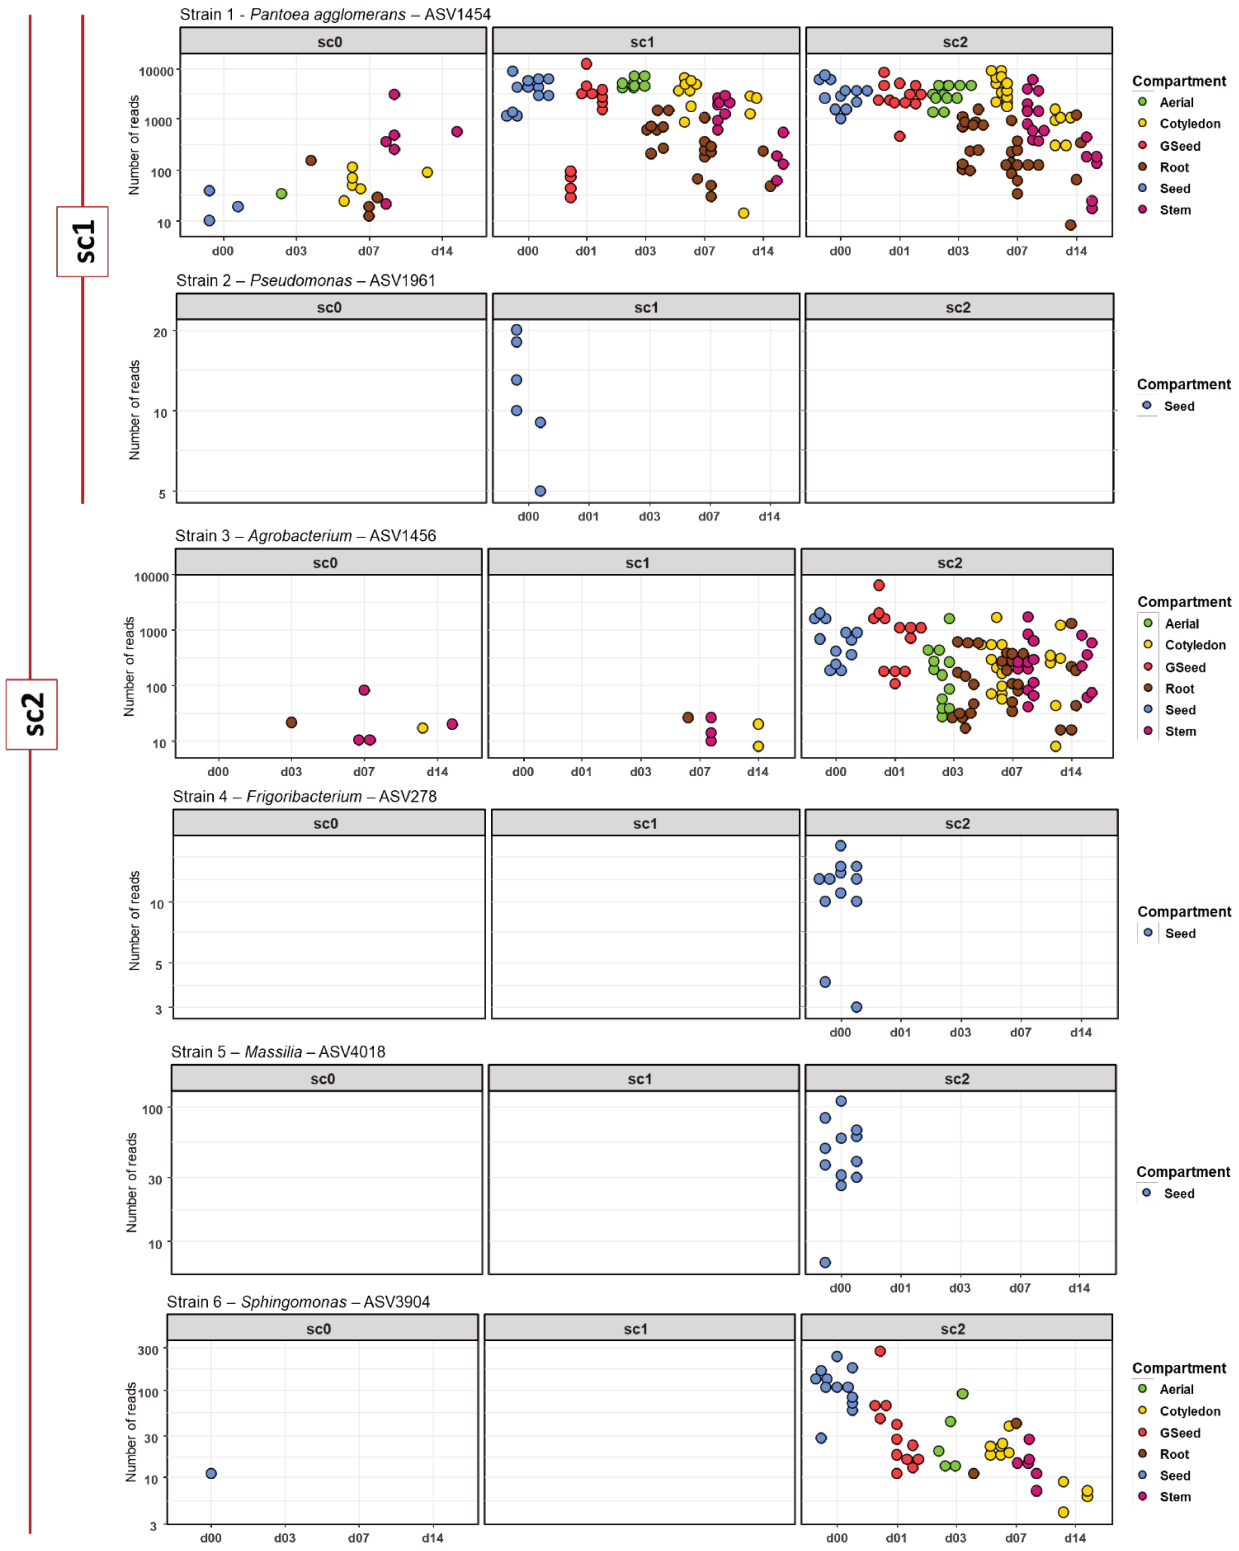 Strain 1 - Pantoea agglomerans – ASV1454
sc0 sc1 sc2
Number of reads
10000
1000
100
10
d00 d03 d07 d14
d00 d01 d03 d07 d14
d00 d01 d03 d07 d14
Compartment
Aerial
Cotyledon
GSeed
Root
Seed
Stem
sc1
Strain 2 – Pseudomonas – ASV1961
sc0 sc1 sc2
Number of reads
20
10
5
d00 d01 d03 d07 d14
Compartment
Seed
Strain 3 – Agrobacterium – ASV1456
sc0 sc1 sc2
Number of reads
10000
1000
100
10
d00 d03 d07 d14
d00 d01 d03 d07 d14
d00 d01 d03 d07 d14
Compartment
Aerial
Cotyledon
GSeed
Root
Seed
Stem
sc2
Strain 4 – Frigoribacterium – ASV278
sc0 sc1 sc2
Number of reads
10
5
3
d00 d01 d03 d07 d14
Compartment
Seed
Strain 5 – Massilia – ASV4018
sc0 sc1 sc2
Number of reads
100
30
10
d00 d01 d03 d07 d14
Compartment
Seed
Strain 6 – Sphingomonas – ASV3904
sc0 sc1 sc2
Number of reads
300
100
30
10
3
d00 d03 d07 d14
d00 d01 d03 d07 d14
Compartment
Aerial
Cotyledon
GSeed
Root
Seed
Stem